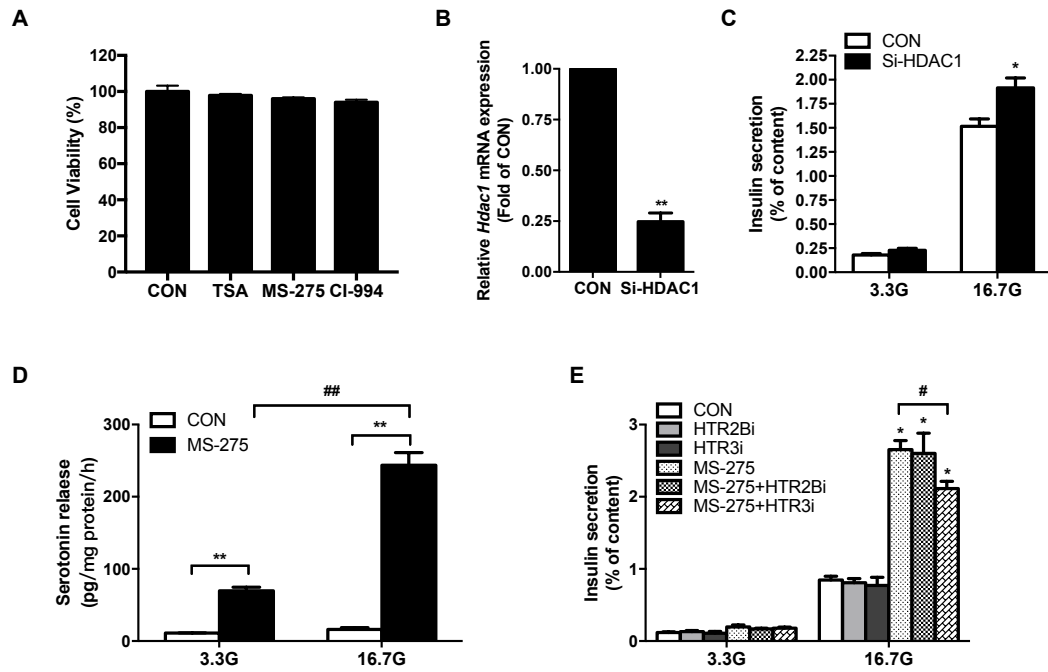 A
Cell Viability (%)
120
100
80
60
40
20
0
CON TSA MS-275 CI-994
B
Relative Hdac1 mRNA expression
(Fold of CON)
1.00
0.75
0.50
0.25
0.00
**
CON Si-HDAC1
C
CON
Si-HDAC1
Insulin secretion
(% of content)
2.25
2.00
1.75
1.50
1.25
1.00
0.75
0.50
0.25
0.00
*
3.3G 16.7G
D
CON
MS-275
Serotonin relaese
(pg/mg protein/h)
300
200
100
0
##
**
**
3.3G 16.7G
E
CON
HTR2Bi
HTR3i
MS-275
MS-275+HTR2Bi
MS-275+HTR3i
Insulin secretion
(% of content)
3
2
1
0
#
* * *
3.3G 16.7G